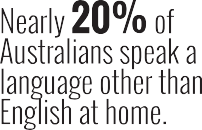 Nearly 20% of
Australians speak a
language other than
English at home.